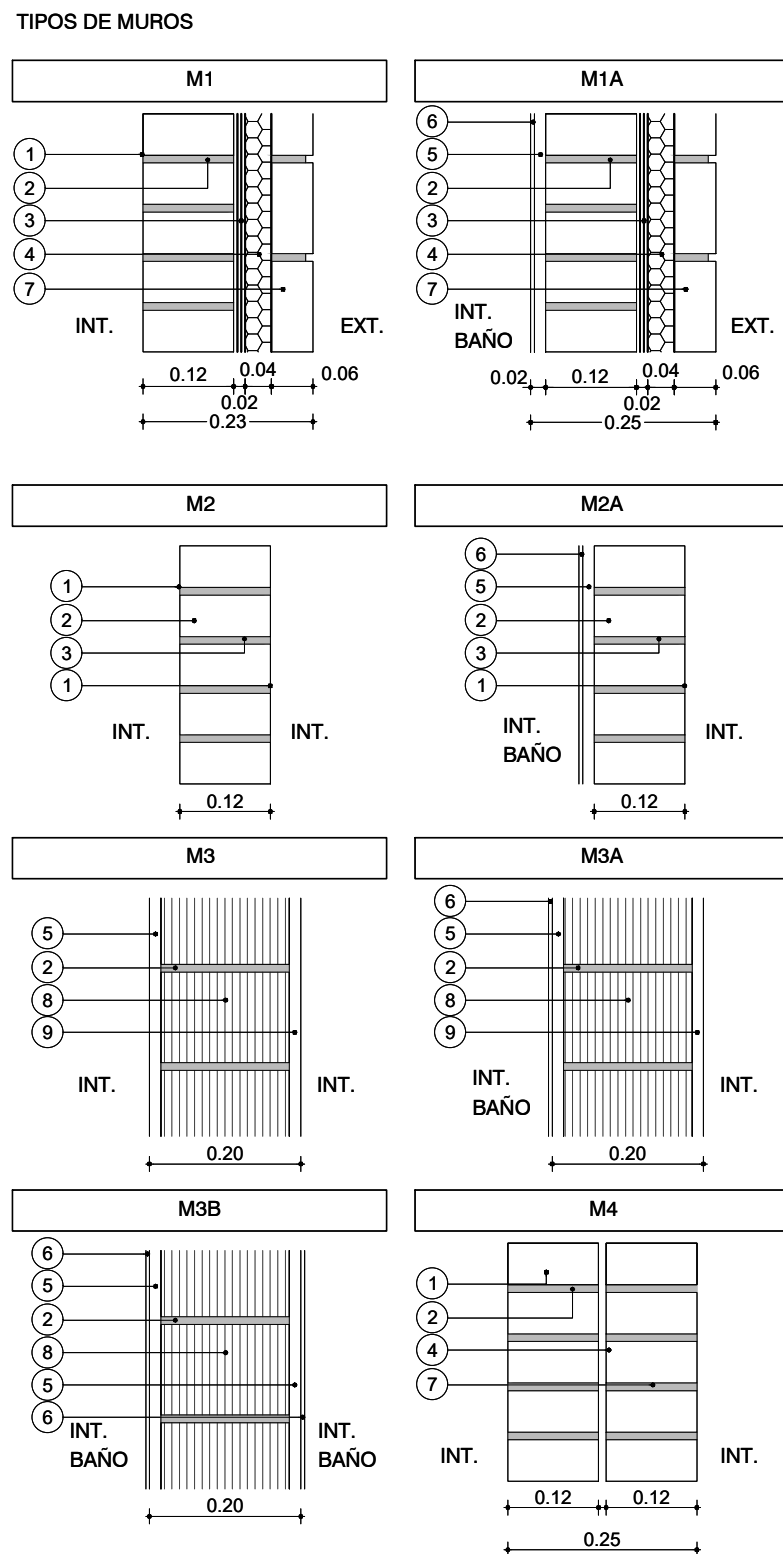 TIPOS DE MUROS
M1
1
2
3
4
7
INT.
EXT.
0.12
0.04
0.06
0.02
0.23
M1A
6
5
2
3
4
7
INT.
BAÑO
EXT.
0.02
0.12
0.04
0.06
0.02
0.25
M2
1
2
3
1
INT.
INT.
0.12
M2A
6
5
2
3
1
INT.
BAÑO
INT.
0.12
M3
5
2
8
9
INT.
INT.
0.20
M3A
6
5
2
8
9
INT.
BAÑO
INT.
0.20
M3B
6
5
2
8
5
6
INT.
BAÑO
INT.
BAÑO
0.20
M4
1
2
4
7
INT.
INT.
0.12
0.12
0.25